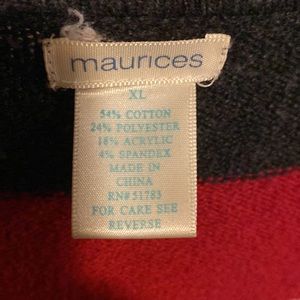 maurices
XL
54% COTTON
24% POLYESTER
18% ACRYLIC
4% SPANDEX
MADE IN
CHINA
RN# 51783
FOR CARE SEE
REVERSE